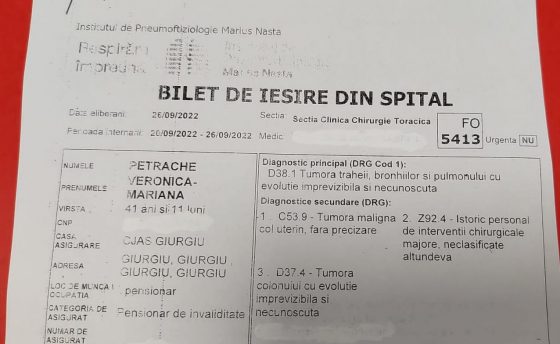 Institutul de Pneumoftiziologie Marius Nasta
Respirăm
împreună
Marius Nasta
BILET DE IESIRE DIN SPITAL
Data eliberarii 26/09/2022 Sectia Sectia Clinica Chirurgie Toracica FO
Perioada internarii 20/09/2022 - 26/09/2022 Medic 5413 Urgenta NU
NUMELE PETRACHE
PRENUMELE VERONICA-
MARIANA
VIRSTA 41 ani si 11 luni
CNP
CASA
ASIGURARE CJAS GIURGIU
ADRESA GIURGIU, GIURGIU,
GIURGIU, GIURGIU
LOC DE MUNCA
OCUPATIA pensionar
CATEGORIA DE
ASIGURAT Pensionar de invaliditate
NUMAR DE
ASIGURAT
Diagnostic principal (DRG Cod 1):
D38.1 Tumora traheii, bronhiilor si pulmonului cu
evolutie imprevizibila si necunoscuta
Diagnostice secundare (DRG):
1 . C53.9 - Tumora maligna
col uterin, fara precizare
2. Z92.4 - Istoric personal
de interventii chirurgicale
majore, neclasificate
altundeva
3 . D37.4 - Tumora
colonului cu evolutie
imprevizibila si
necunoscuta